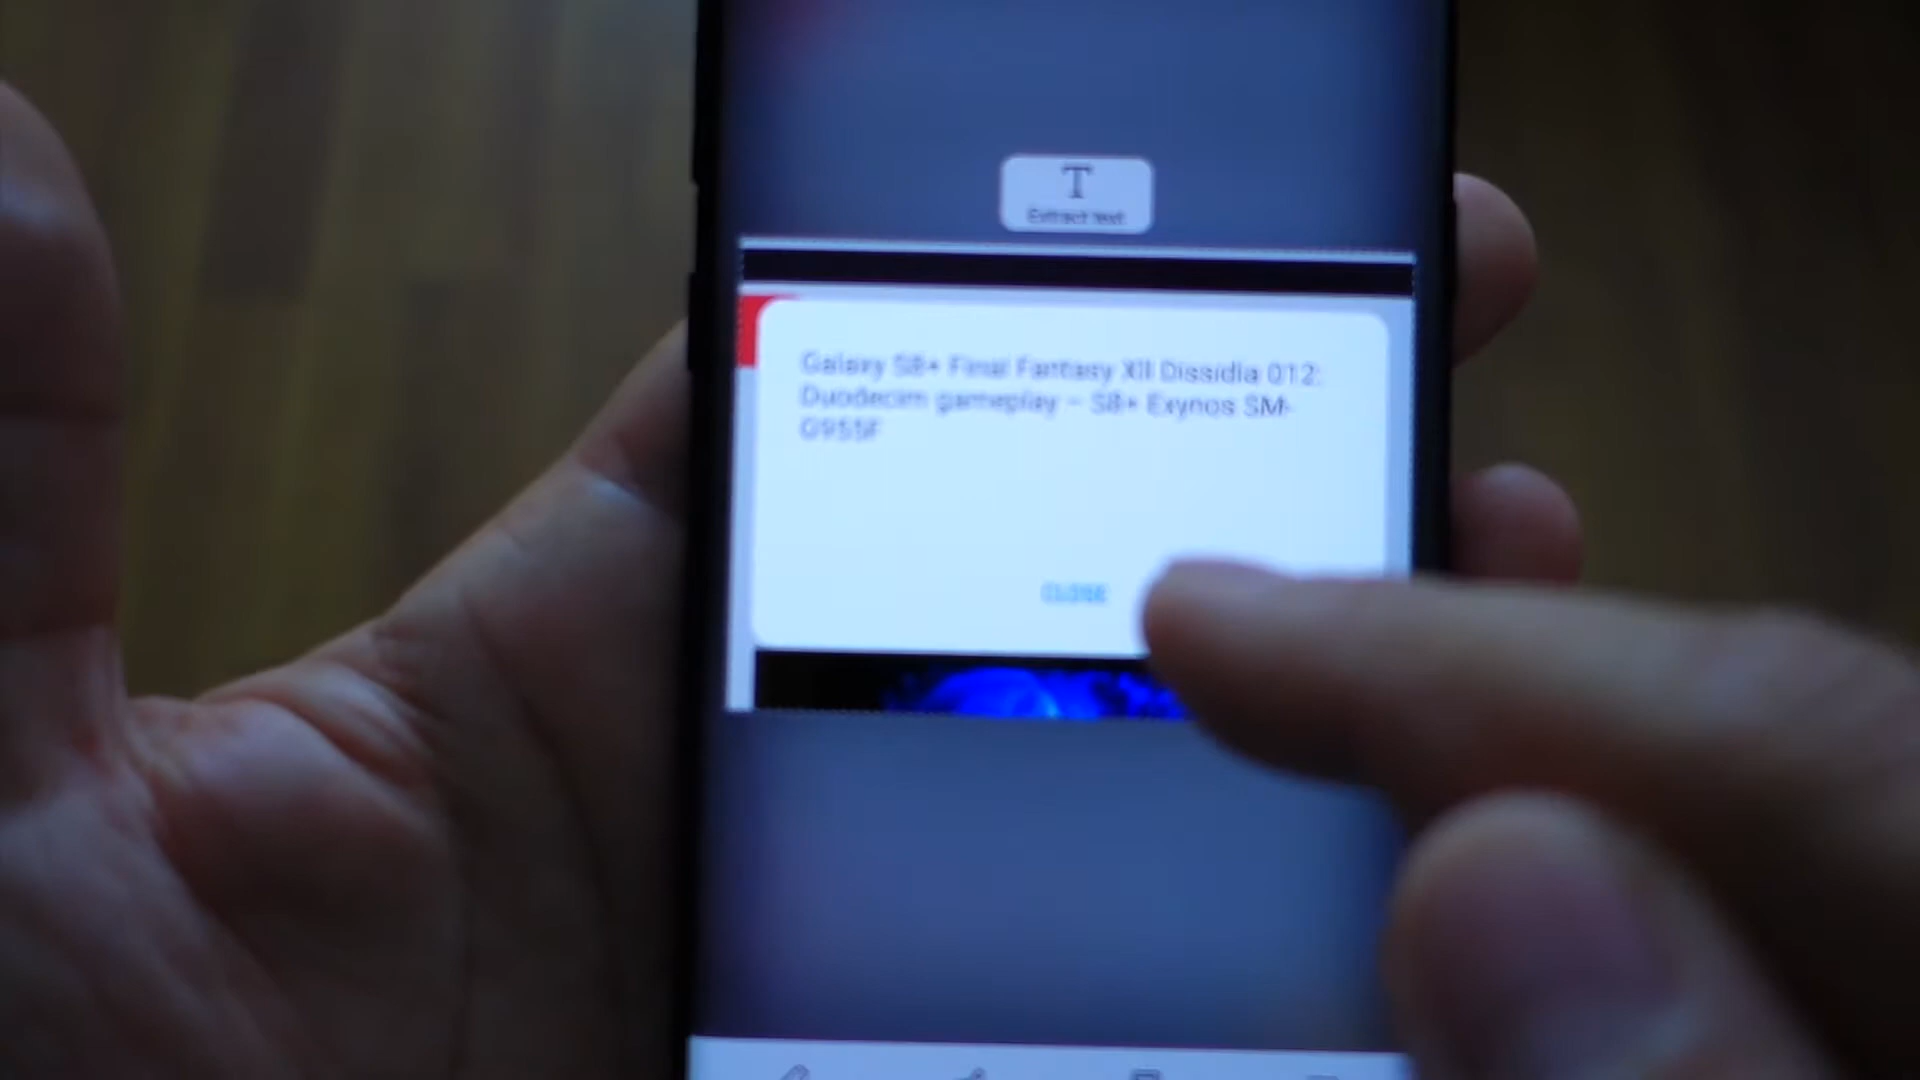 T
Extract text
Galaxy S8+ Final Fantasy XII Dissidia 012:
Duodecim gameplay – S8+ Exynos SM-
G955F
CLOSE